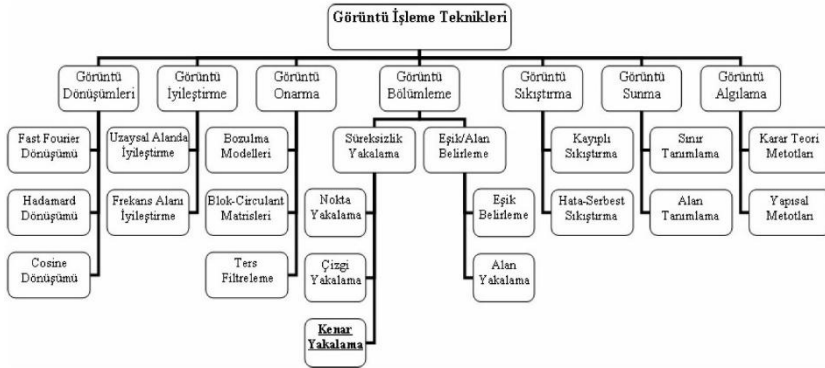 Görüntü İşleme Teknikleri
Görüntü
Dönüşümleri
Görüntü
İyileştirme
Görüntü
Onarma
Görüntü
Bölümleme
Görüntü
Sıkıştırma
Görüntü
Sunma
Görüntü
Algılama
Fast Fourier
Dönüşümü
Uzaysal Alanda
İyileştirme
Bozulma
Modelleri
Süreksizlik
Yakalama
Eşik/Alan
Belirleme
Kayıplı
Sıkıştırma
Sınır
Tanımlama
Karar Teori
Metotları
Hadamard
Dönüşümü
Frekans Alanı
İyileştirme
Blok-Circulant
Matrisleri
Nokta
Yakalama
Eşik
Belirleme
Hata-Serbest
Sıkıştırma
Alan
Tanımlama
Yapısal
Metotları
Cosine
Dönüşümü
Ters
Filtreleme
Çizgi
Yakalama
Alan
Yakalama
Kenar
Yakalama